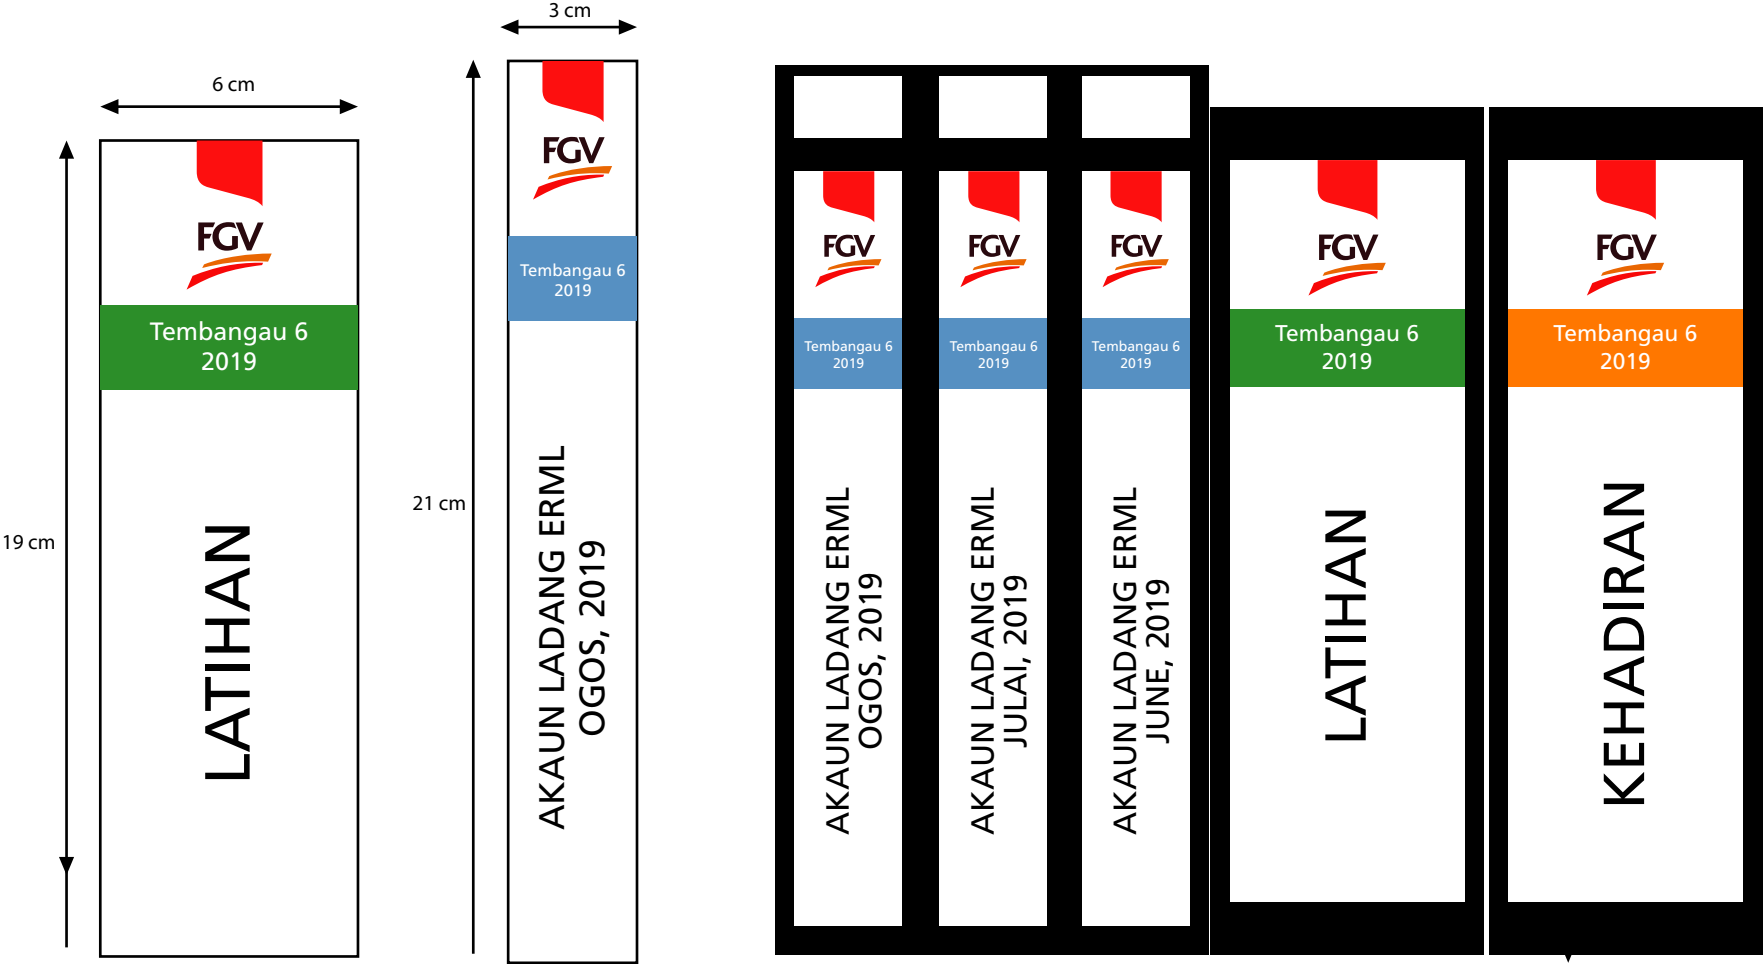 6 cm
19 cm
FGV
Tembangau 6
2019
LATIHAN
3 cm
21 cm
FGV
Tembangau 6
2019
AKAUN LADANG ERML
OGOS, 2019
FGV
Tembangau 6
2019
AKAUN LADANG ERML
OGOS, 2019
FGV
Tembangau 6
2019
AKAUN LADANG ERML
JULAI, 2019
FGV
Tembangau 6
2019
AKAUN LADANG ERML
JUNE, 2019
FGV
Tembangau 6
2019
LATIHAN
FGV
Tembangau 6
2019
KEHADIRAN